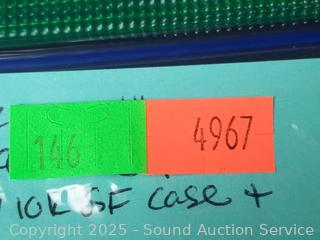 146 4967
10K GF case +
Copyright 2025 - Sound Auction Service